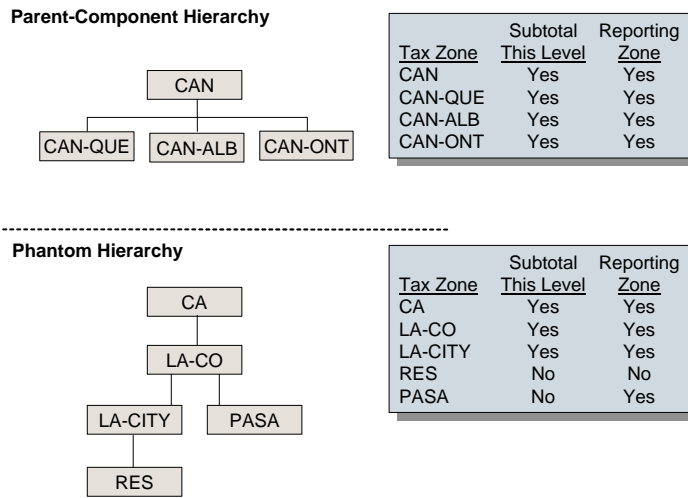 Parent-Component Hierarchy
CAN
CAN-QUE CAN-ALB CAN-ONT
Subtotal Reporting
Tax Zone This Level Zone
CAN Yes Yes
CAN-QUE Yes Yes
CAN-ALB Yes Yes
CAN-ONT Yes Yes
Phantom Hierarchy
CA
LA-CO
LA-CITY PASA
RES
Subtotal Reporting
Tax Zone This Level Zone
CA Yes Yes
LA-CO Yes Yes
LA-CITY Yes Yes
RES No No
PASA No Yes